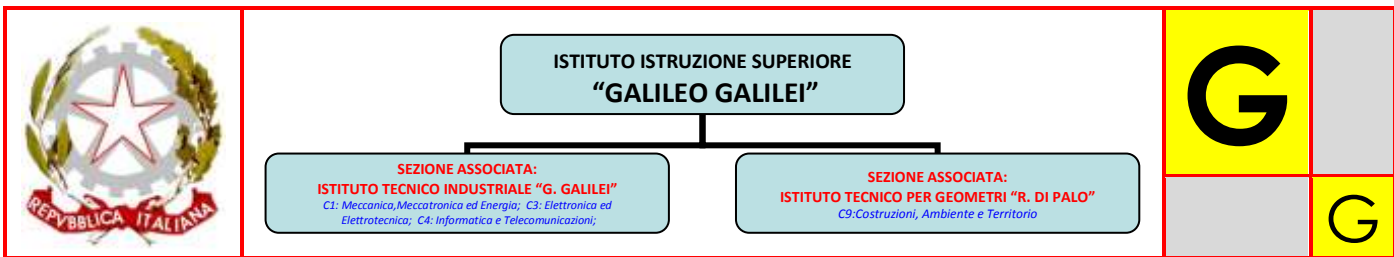 REPVBBLICA ITALIANA
ISTITUTO ISTRUZIONE SUPERIORE
“GALILEO GALILEI”
SEZIONE ASSOCIATA:
ISTITUTO TECNICO INDUSTRIALE “G. GALILEI”
C1: Meccanica,Meccatronica ed Energia; C3: Elettronica ed
Elettrotecnica; C4: Informatica e Telecomunicazioni;
SEZIONE ASSOCIATA:
ISTITUTO TECNICO PER GEOMETRI “R. DI PALO”
C9:Costruzioni, Ambiente e Territorio
G
G